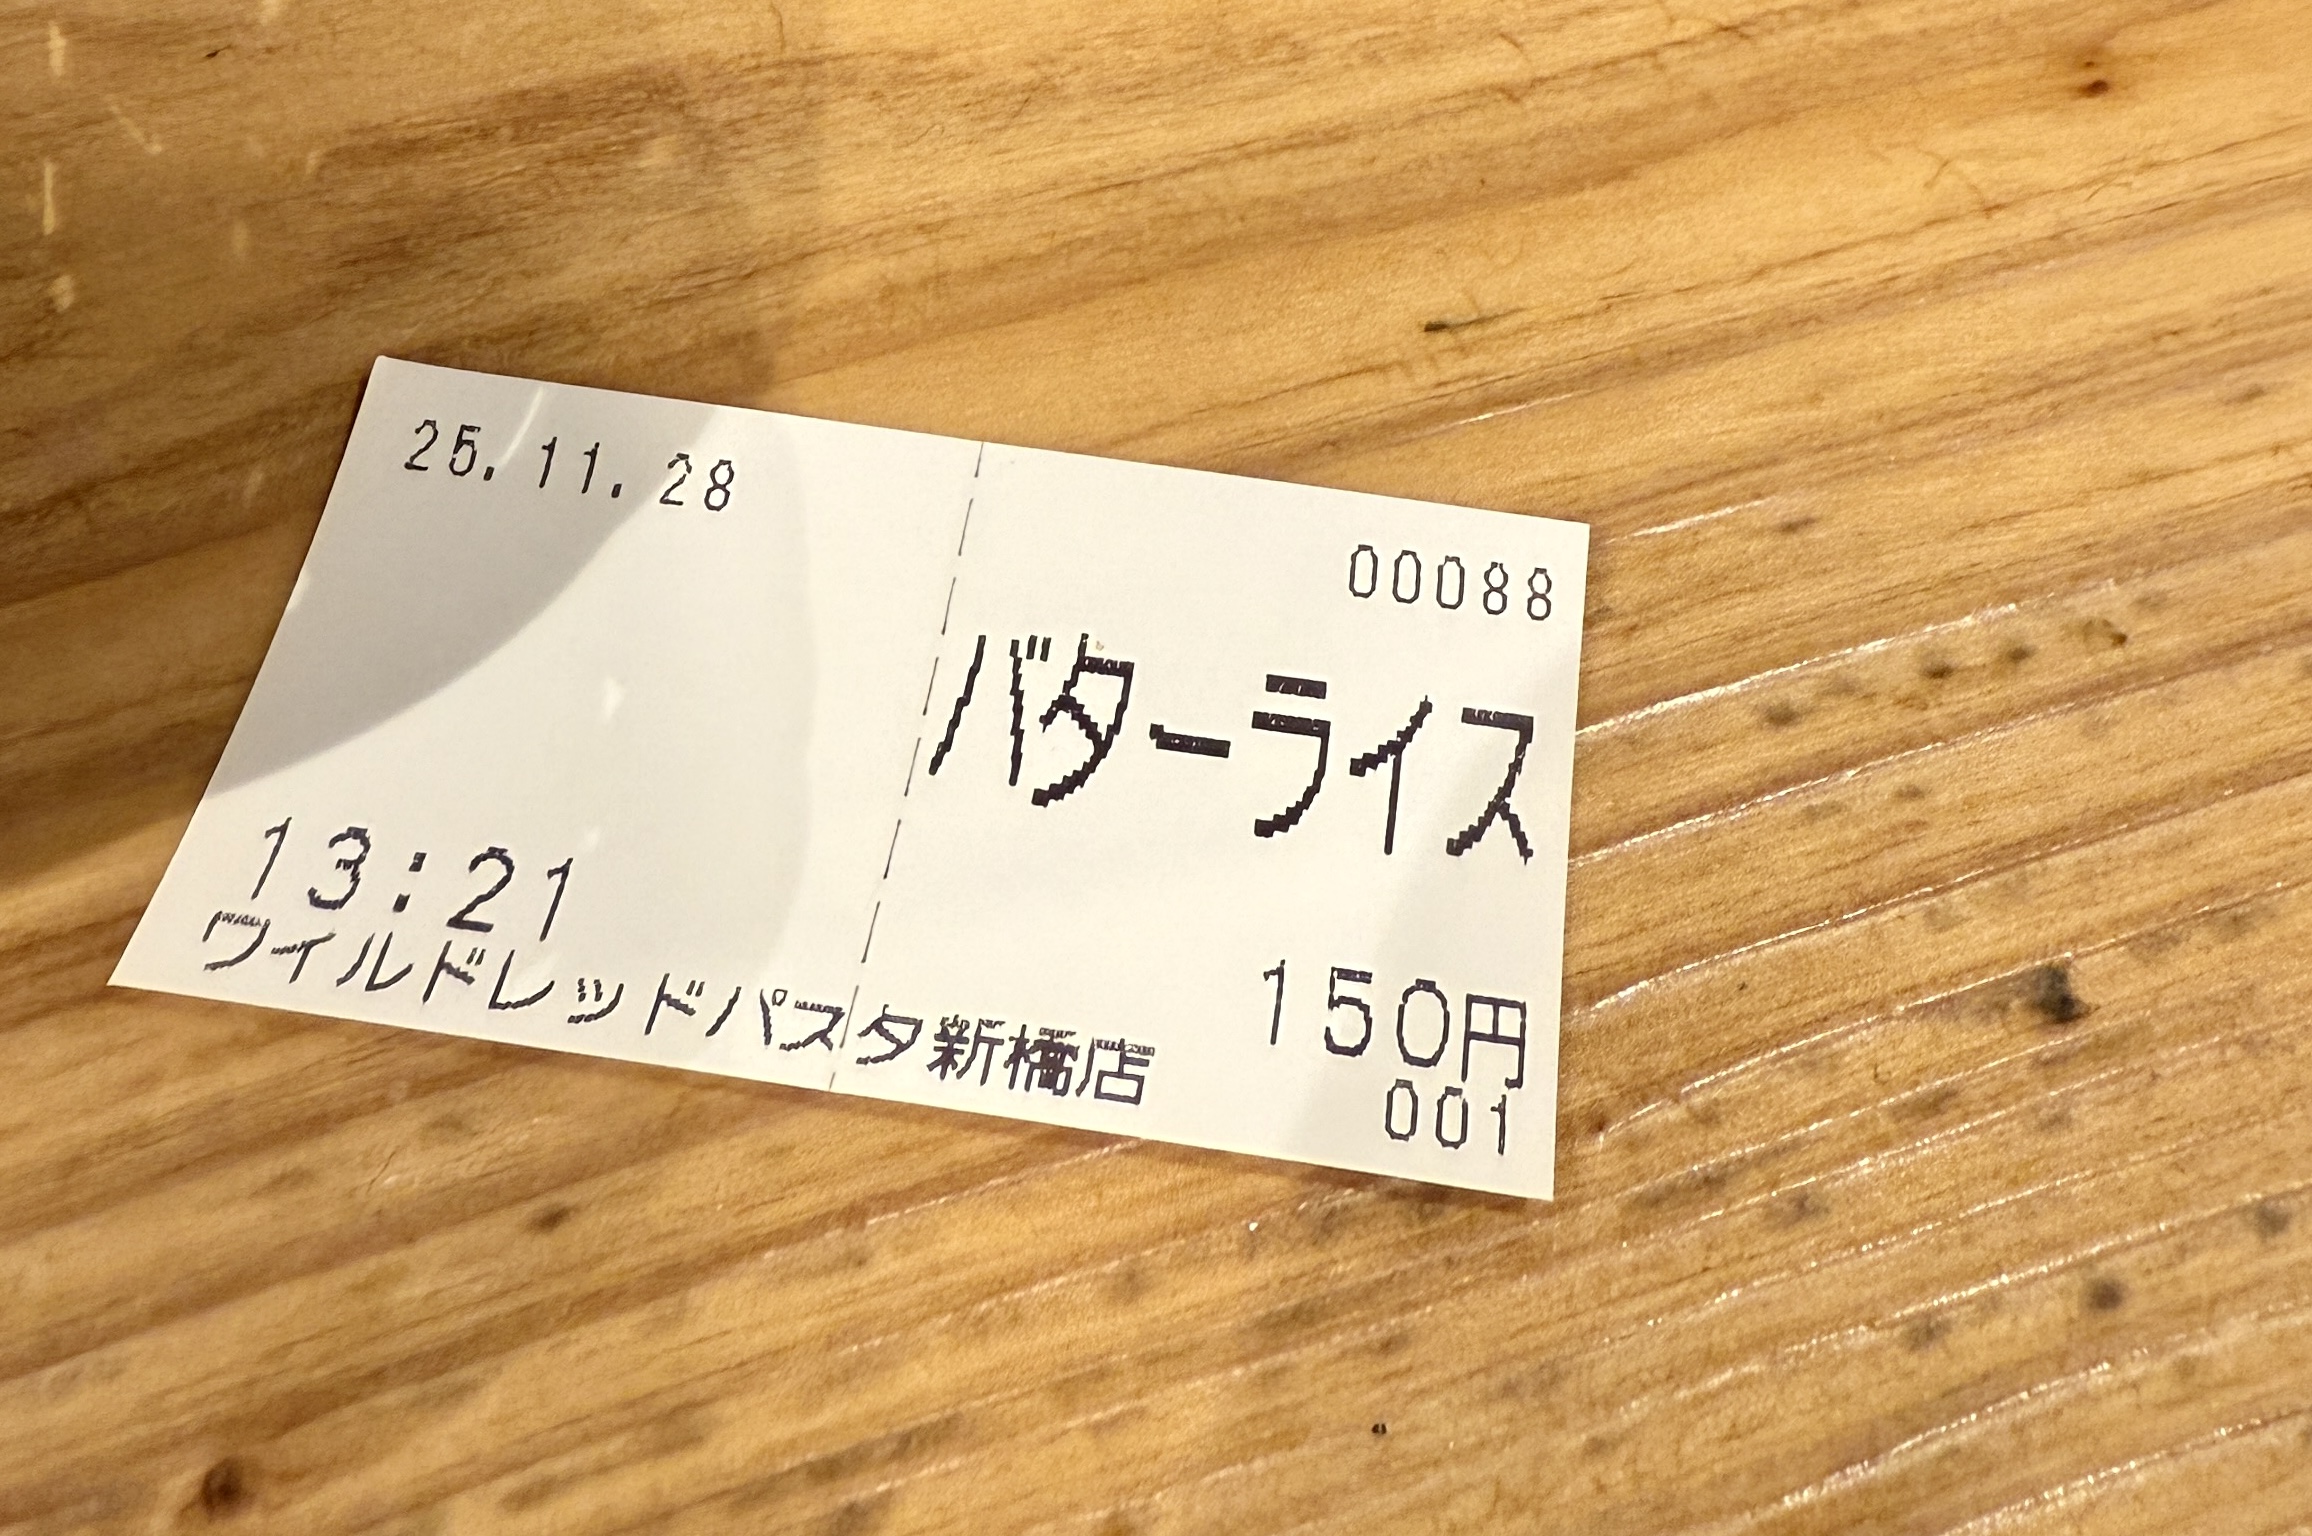 25.11.28
00088
バターライス
13:21
150円
ワイルドレッドパスタ新橋店
001